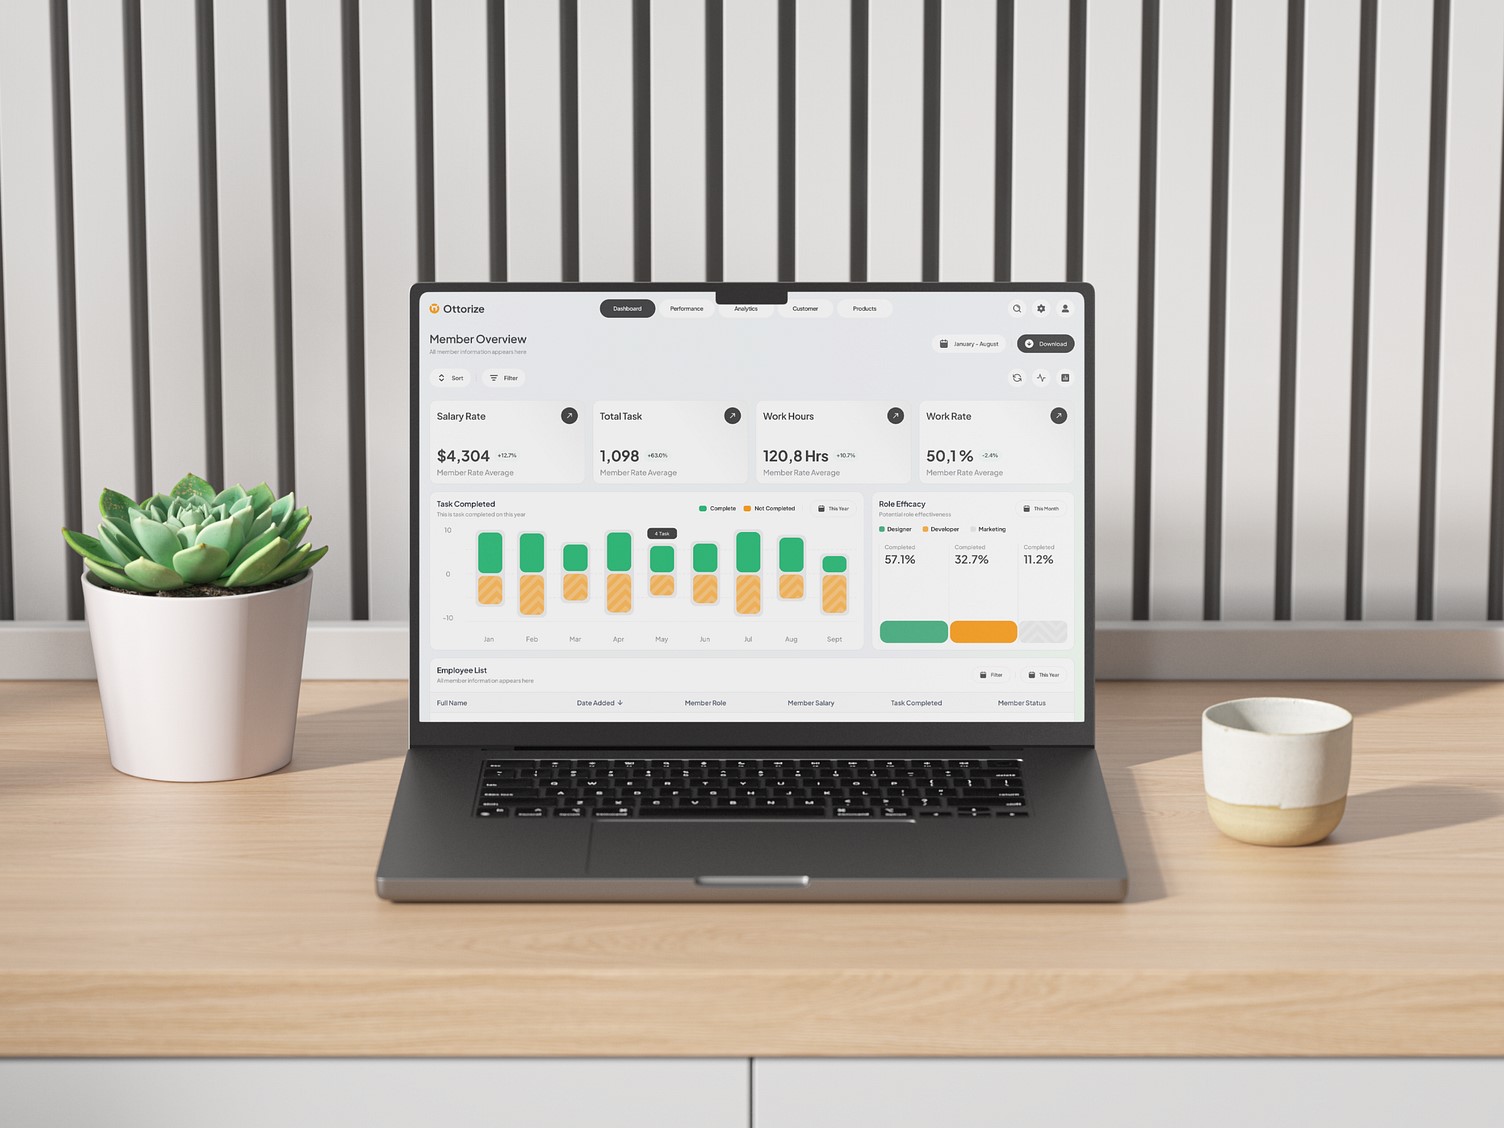 Ottorize
Dashboard
Performance
Analytics
Customer
Products
Member Overview
All member information appears here
January - August
Download
Sort
Filter
Salary Rate
$4,304 +12.7%
Member Rate Average
Total Task
1,098 +63.0%
Member Rate Average
Work Hours
120,8 Hrs +10.7%
Member Rate Average
Work Rate
50,1 % -2.4%
Member Rate Average
Task Completed
This is task completed on this year
Complete
Not Completed
This Year
10
0
-10
4 Task
Jan Feb Mar Apr May Jun Jul Aug Sept
Role Efficacy
Potential role effectiveness
This Month
Designer
Developer
Marketing
Completed
57.1%
Completed
32.7%
Completed
11.2%
Employee List
All member information appears here
Filter
This Year
Full Name
Date Added
Member Role
Member Salary
Task Completed
Member Status
Q W E R T Y U I O P
A S D F G H J K L
Z X C V B N M